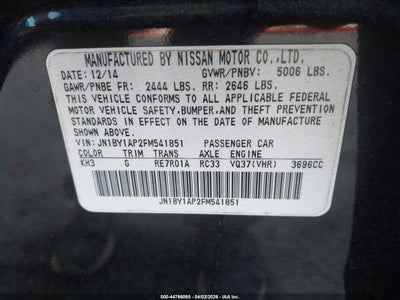 MANUFACTURED BY NISSAN MOTOR CO.,LTD.
DATE: 12/14 GVWR/PNBV: 5006 LBS.
GAWR/PNBE FR: 2444 LBS. RR: 2646 LBS.
THIS VEHICLE CONFORMS TO ALL APPLICABLE FEDERAL
MOTOR VEHICLE SAFETY,BUMPER,AND THEFT PREVENTION
STANDARDS IN EFFECT ON THE DATE OF MANUFACTURE
SHOWN ABOVE.
VIN: JN1BY1AP2FM541851 PASSENGER CAR
COLOR TRIM TRANS AXLE ENGINE
KH3 G RE7R01A RC33 VQ37(VHR) 3696CC
JN1BY1AP2FM541851
000-44766065 04/02/2026 - IAA Inc.